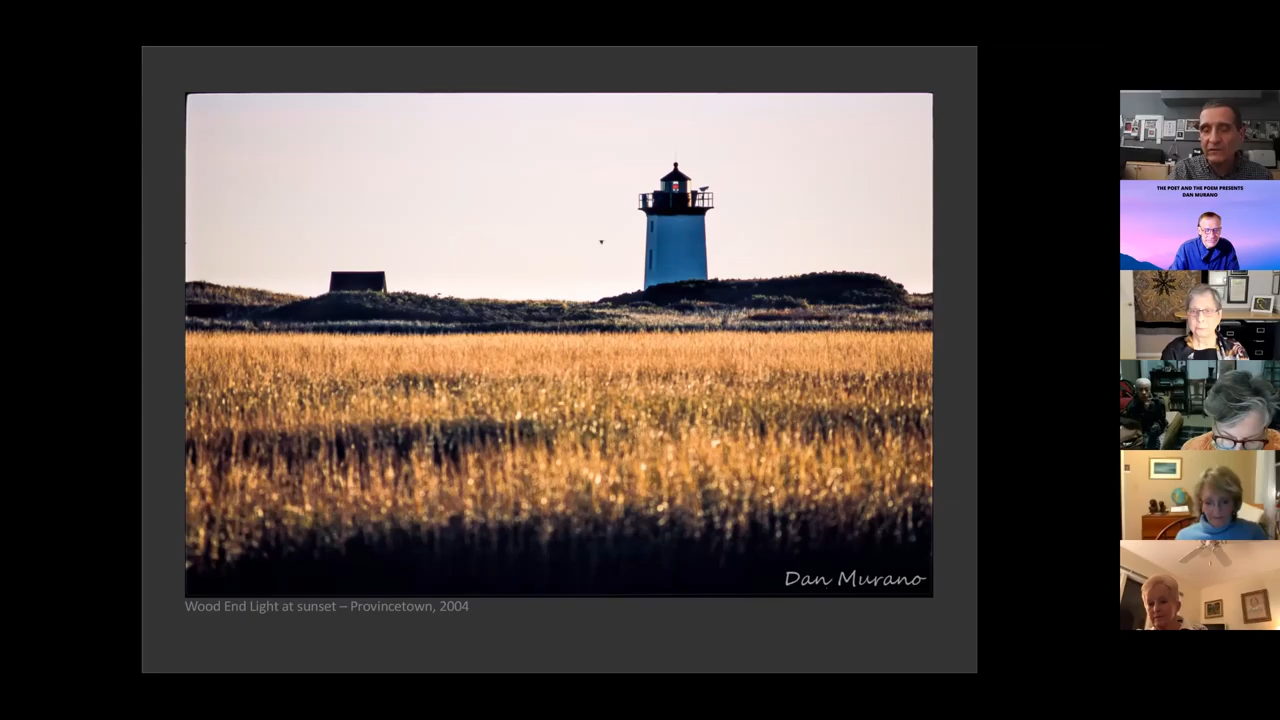 THE POET AND THE POEM PRESENTS
DAN MURANO
Dan Murano
Wood End Light at sunset – Provincetown, 2004